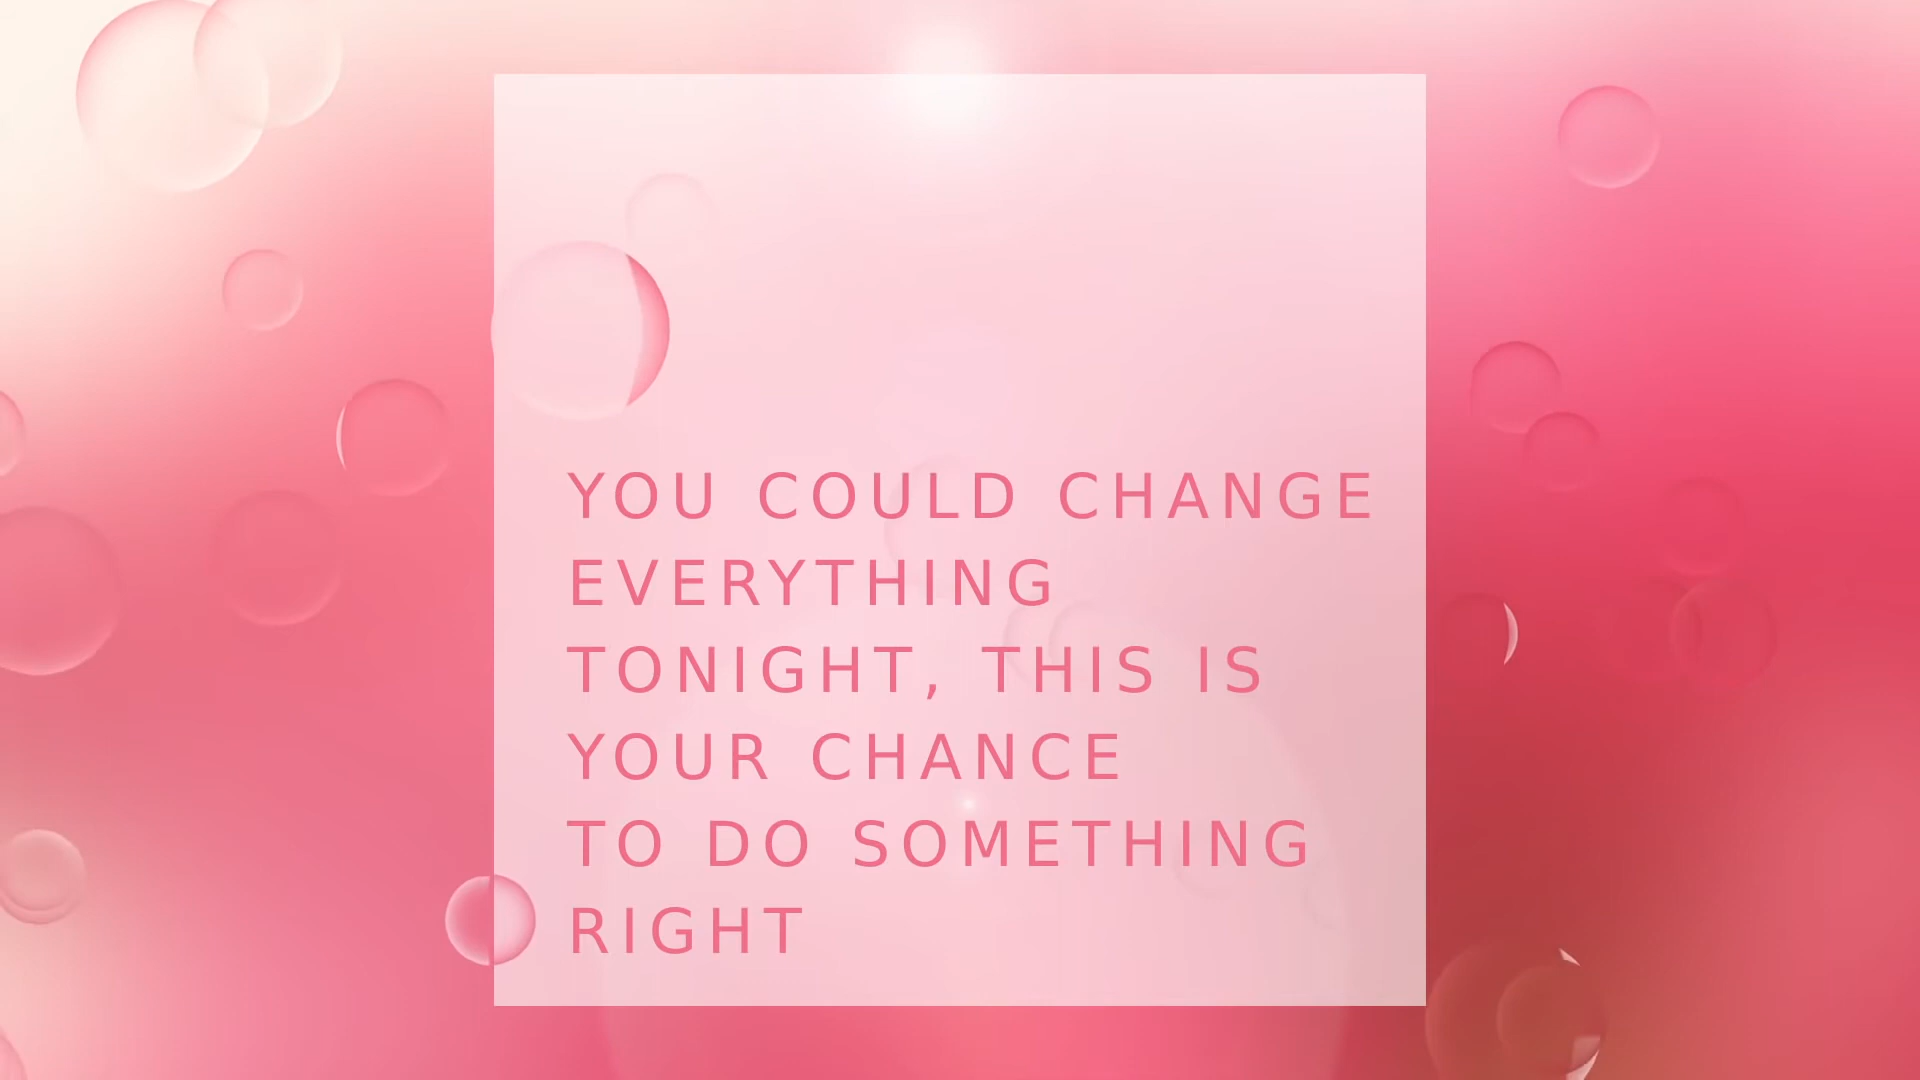 YOU COULD CHANGE
EVERYTHING
TONIGHT, THIS IS
YOUR CHANCE
TO DO SOMETHING
RIGHT